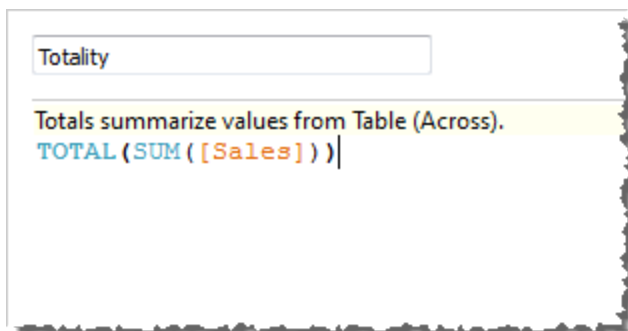 Totality
Totals summarize values from Table (Across).
TOTAL(SUM([Sales]))